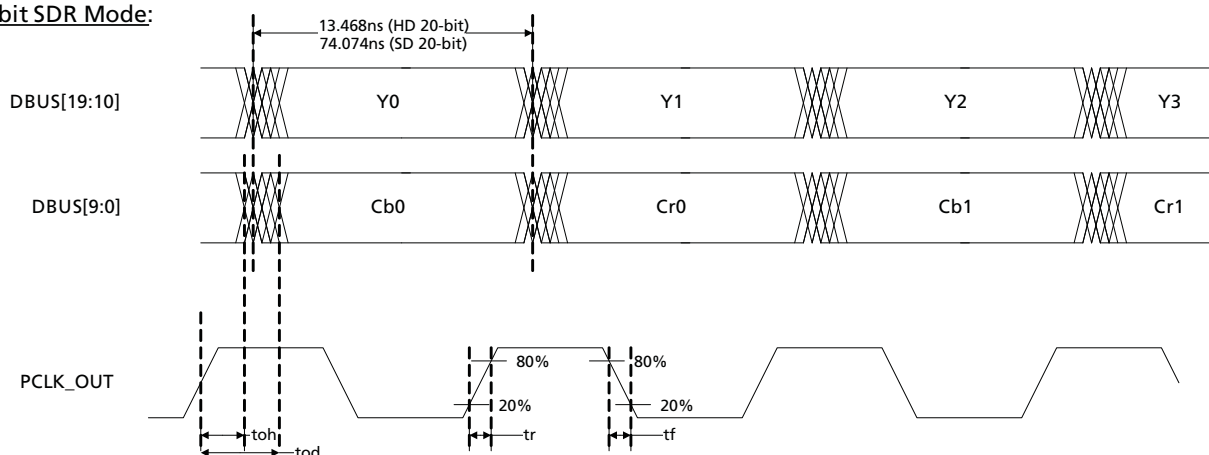 bit SDR Mode:
13.468ns (HD 20-bit)
74.074ns (SD 20-bit)
DBUS[19:10]
Y0
Y1
Y2
Y3
DBUS[9:0]
Cb0
Cr0
Cb1
Cr1
80%
80%
PCLK_OUT
20%
20%
toh
tr
tf
tod